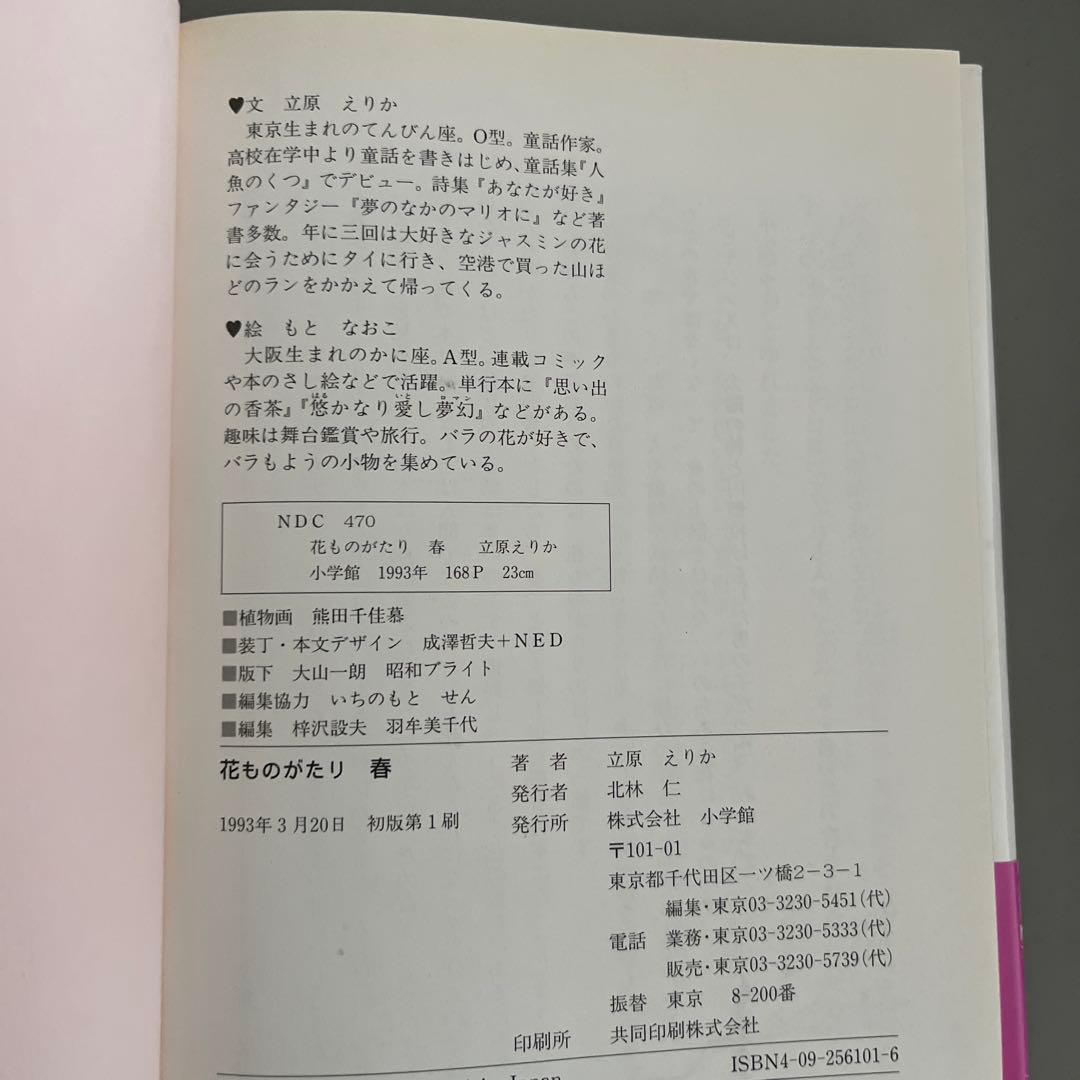 ♥文　立原　えりか
東京生まれのてんびん座。O型。童話作家。
高校在学中より童話を書きはじめ、童話集『人
魚のくつ』でデビュー。詩集『あなたが好き』
ファンタジー『夢のなかのマリオに』など著
書多数。年に三回は大好きなジャスミンの花
に会うためにタイに行き、空港で買った山ほ
どのランをかかえて帰ってくる。
♥絵　もと　なおこ
大阪生まれのかに座。A型。連載コミック
や本のさし絵などで活躍。単行本に『思い出
はる　いと　ロマン
の香茶』『悠かなり愛し夢幻』などがある。
趣味は舞台鑑賞や旅行。バラの花が好きで、
バラもようの小物を集めている。
NDC　470
花ものがたり　春　　立原えりか
小学館　1993年　168P　23cm
■植物画　熊田千佳慕
■装丁・本文デザイン　成澤哲夫+NED
■版下　大山一朗　昭和ブライト
■編集協力　いちのもと　せん
■編集　梓沢設夫　羽牟美千代
花ものがたり　春
1993年3月20日　初版第1刷
著　者　立原　えりか
発行者　北林　仁
発行所　株式会社　小学館
〒101-01
東京都千代田区一ツ橋2-3-1
編集・東京03-3230-5451(代)
電話　業務・東京03-3230-5333(代)
販売・東京03-3230-5739(代)
振替　東京　8-200番
印刷所　共同印刷株式会社
ISBN4-09-256101-6